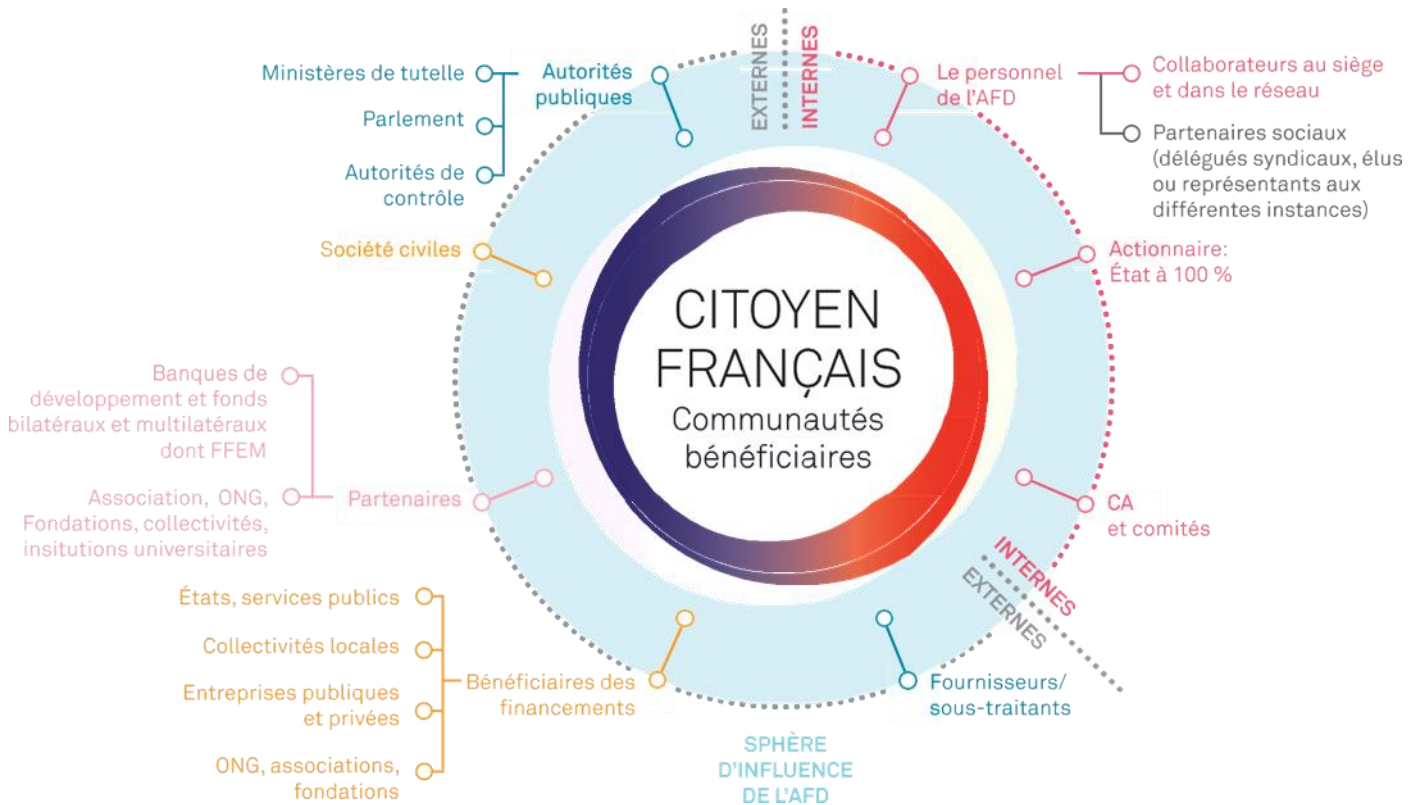 EXTERNES
INTERNES
Ministères de tutelle
Parlement
Autorités de
contrôle
Autorités
publiques
Le personnel
de l'AFD
Collaborateurs au siège
et dans le réseau
Partenaires sociaux
(délégués syndicaux, élus
ou représentants aux
différentes instances)
Société civiles
Actionnaire:
État à 100 %
CITOYEN
FRANÇAIS
Communautés
bénéficiaires
Banques de
développement et fonds
bilatéraux et multilatéraux
dont FFEM
Association, ONG,
Fondations, collectivités,
insitutions universitaires
Partenaires
CA
et comités
INTERNES
EXTERNES
États, services publics
Collectivités locales
Entreprises publiques
et privées
ONG, associations,
fondations
Bénéficiaires des
financements
Fournisseurs/
sous-traitants
SPHÈRE
D'INFLUENCE
DE L'AFD